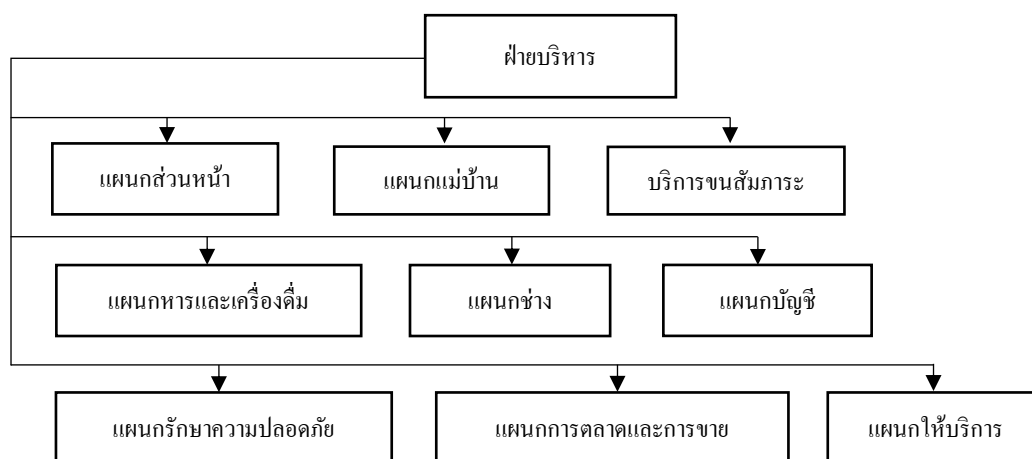 ฝ่ายบริหาร
แผนกส่วนหน้า
แผนกแม่บ้าน
บริการขนสัมภาระ
แผนกหารและเครื่องดื่ม
แผนกช่าง
แผนกบัญชี
แผนกรักษาความปลอดภัย
แผนกการตลาดและการขาย
แผนกให้บริการ